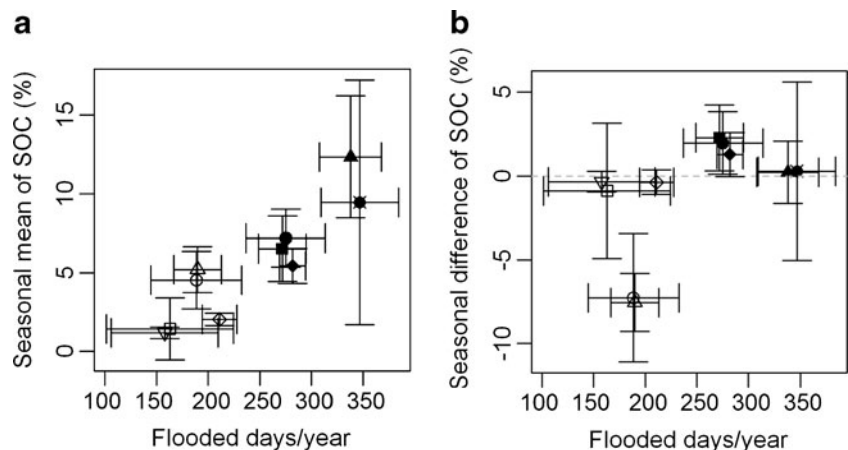 a
Seasonal mean of SOC (%)
15
10
5
0
100 150 200 250 300 350
Flooded days/year
b
Seasonal difference of SOC (%)
5
0
-5
-10
100 150 200 250 300 350
Flooded days/year